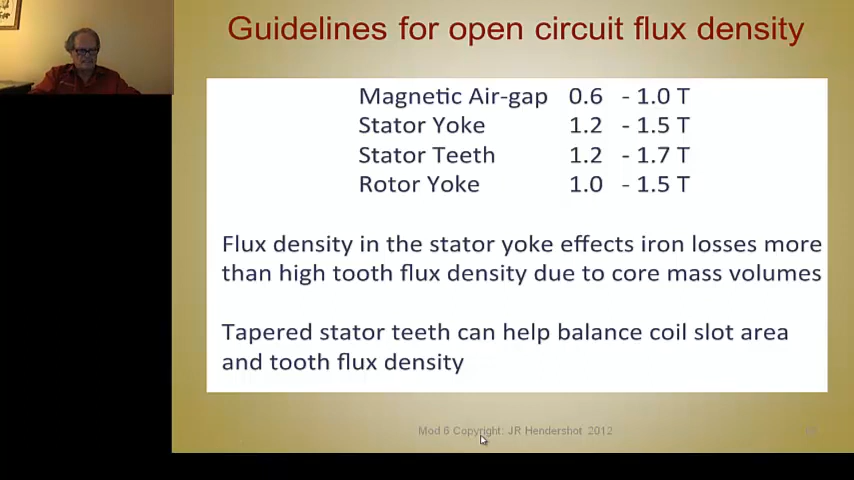 Guidelines for open circuit flux density
Magnetic Air-gap 0.6 - 1.0 T
Stator Yoke 1.2 - 1.5 T
Stator Teeth 1.2 - 1.7 T
Rotor Yoke 1.0 - 1.5 T
Flux density in the stator yoke effects iron losses more
than high tooth flux density due to core mass volumes
Tapered stator teeth can help balance coil slot area
and tooth flux density
Mod 6 Copyright: JR Hendershot 2012